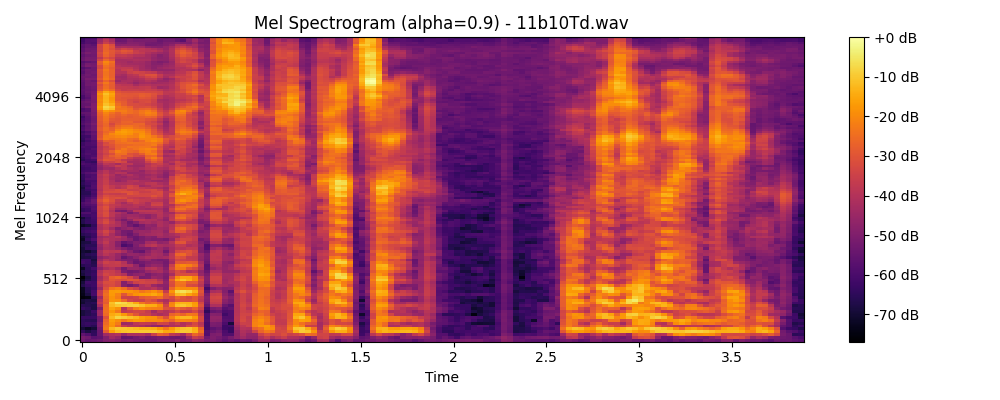 Mel Spectrogram (alpha=0.9) - 11b10Td.wav
+0 dB
-10 dB
-20 dB
-30 dB
-40 dB
-50 dB
-60 dB
-70 dB
Mel Frequency
4096
2048
1024
512
0
0 0.5 1 1.5 2 2.5 3 3.5
Time